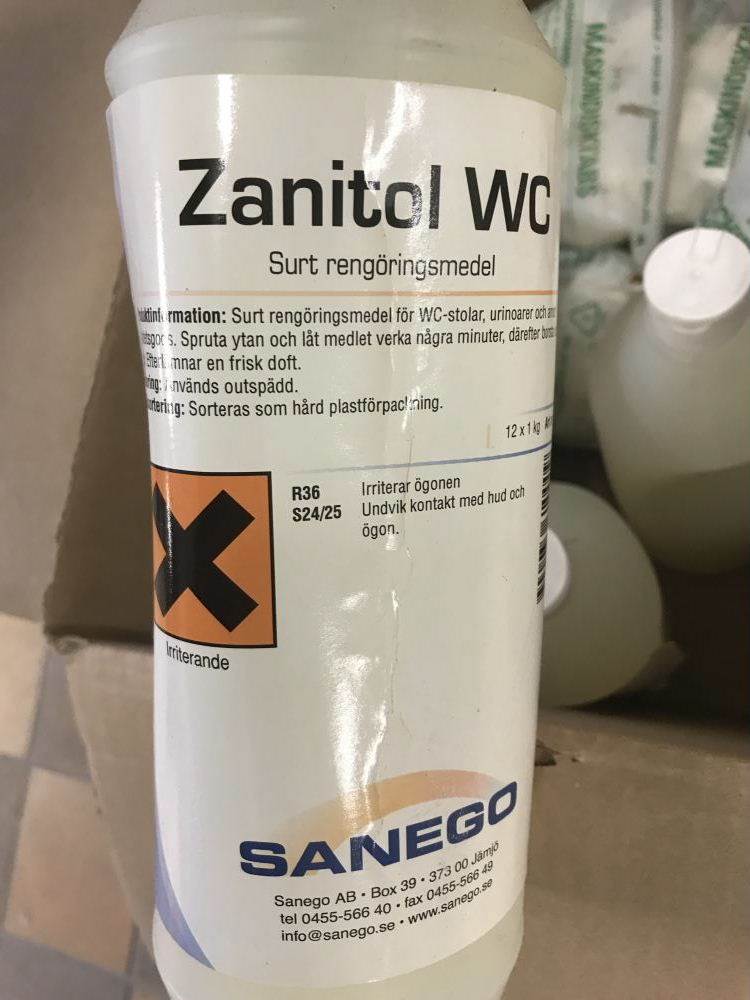 Zanitol WC
Surt rengöringsmedel
Surt rengöringsmedel för WC-stolar, urinoarer och
Spruta ytan och låt medlet verka några minuter, därefter
en frisk doft.
används outspädd.
Sorteras som hård plastförpackning.
12 x 1 kg
R36 Irriterar ögonen
S24/25 Undvik kontakt med hud och
ögon.
Irriterande
SANEGO
Sanego AB • Box 39 • 373 00 Jämjö
tel 0455-566 40 • fax 0455-566 49
info@sanego.se • www.sanego.se
MASKINDISKTABS